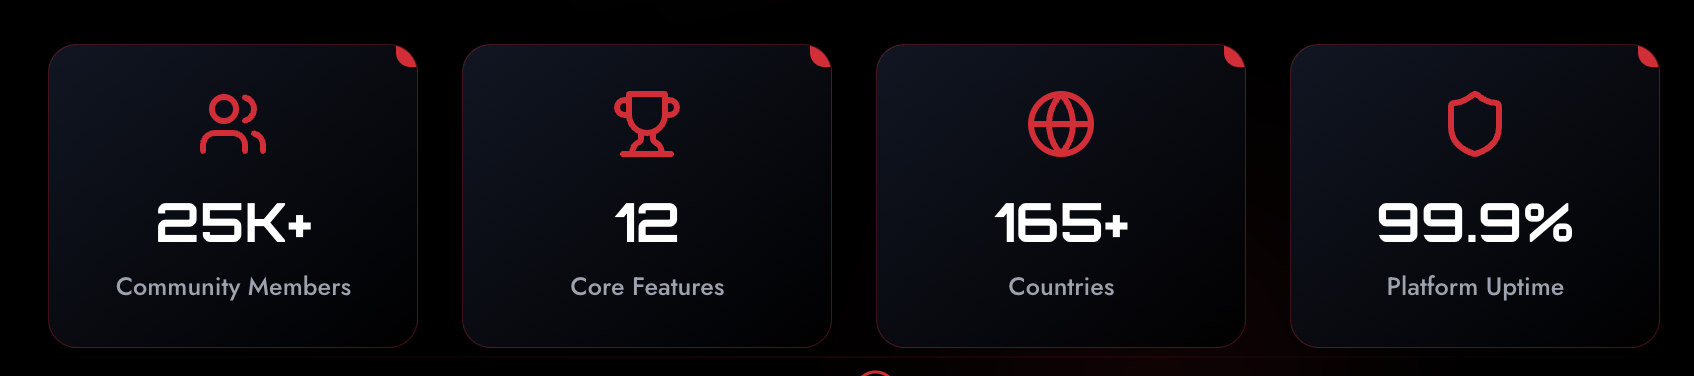 25K+
Community Members
12
Core Features
165+
Countries
99.9%
Platform Uptime